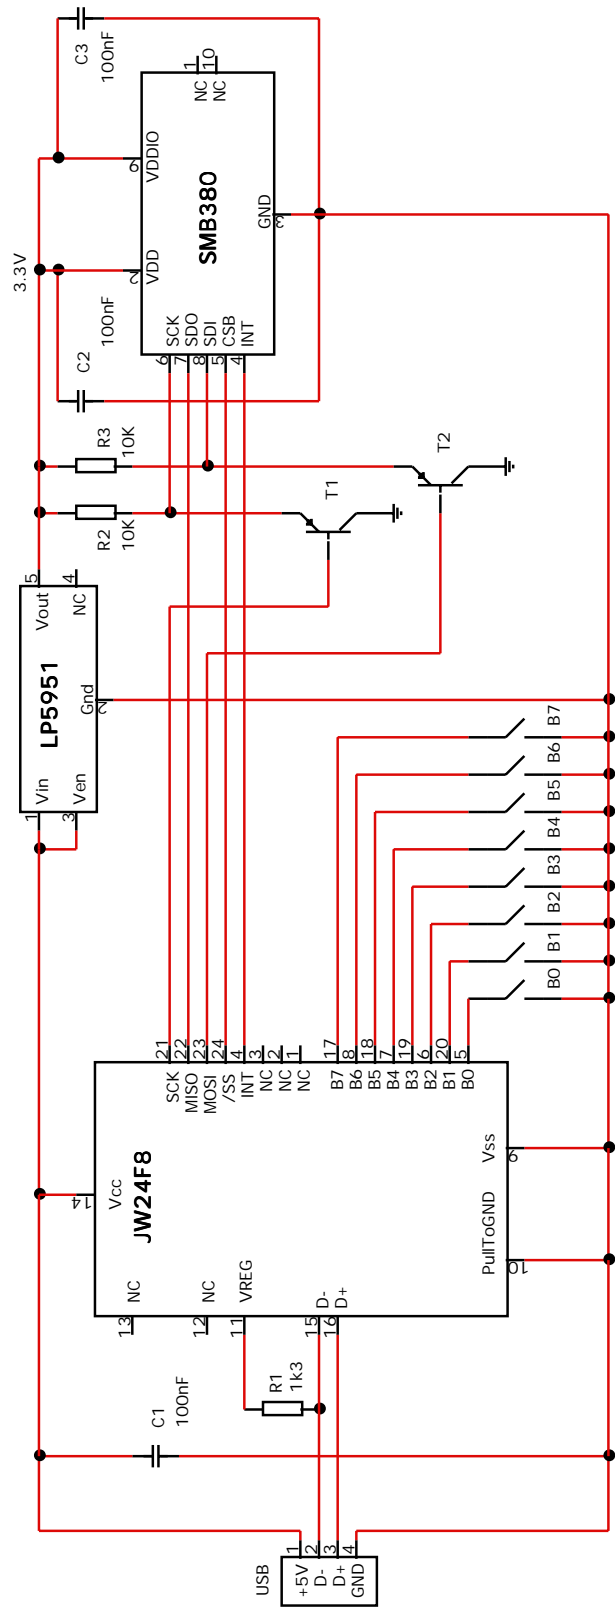 USB
+5V
1
D-
2
D+
3
GND
4
C1
100nF
R1
1k3
JW24F8
Vcc
14
NC
13
NC
12
VREG
11
D-
15
D+
16
PullToGND
10
Vss
9
SCK
21
MISO
22
MOSI
23
/SS
24
INT
4
NC
3
NC
2
NC
1
B7
17
B6
8
B5
18
B4
7
B3
19
B2
6
B1
20
B0
5
B0
B1
B2
B3
B4
B5
B6
B7
LP5951
Vin
1
Ven
3
Gnd
2
Vout
5
NC
4
R2
10K
R3
10K
T1
T2
3.3V
C2
100nF
SMB380
SCK
6
SDO
7
SDI
8
CSB
5
INT
4
VDD
2
VDDIO
9
GND
3
NC
1
NC
10
C3
100nF